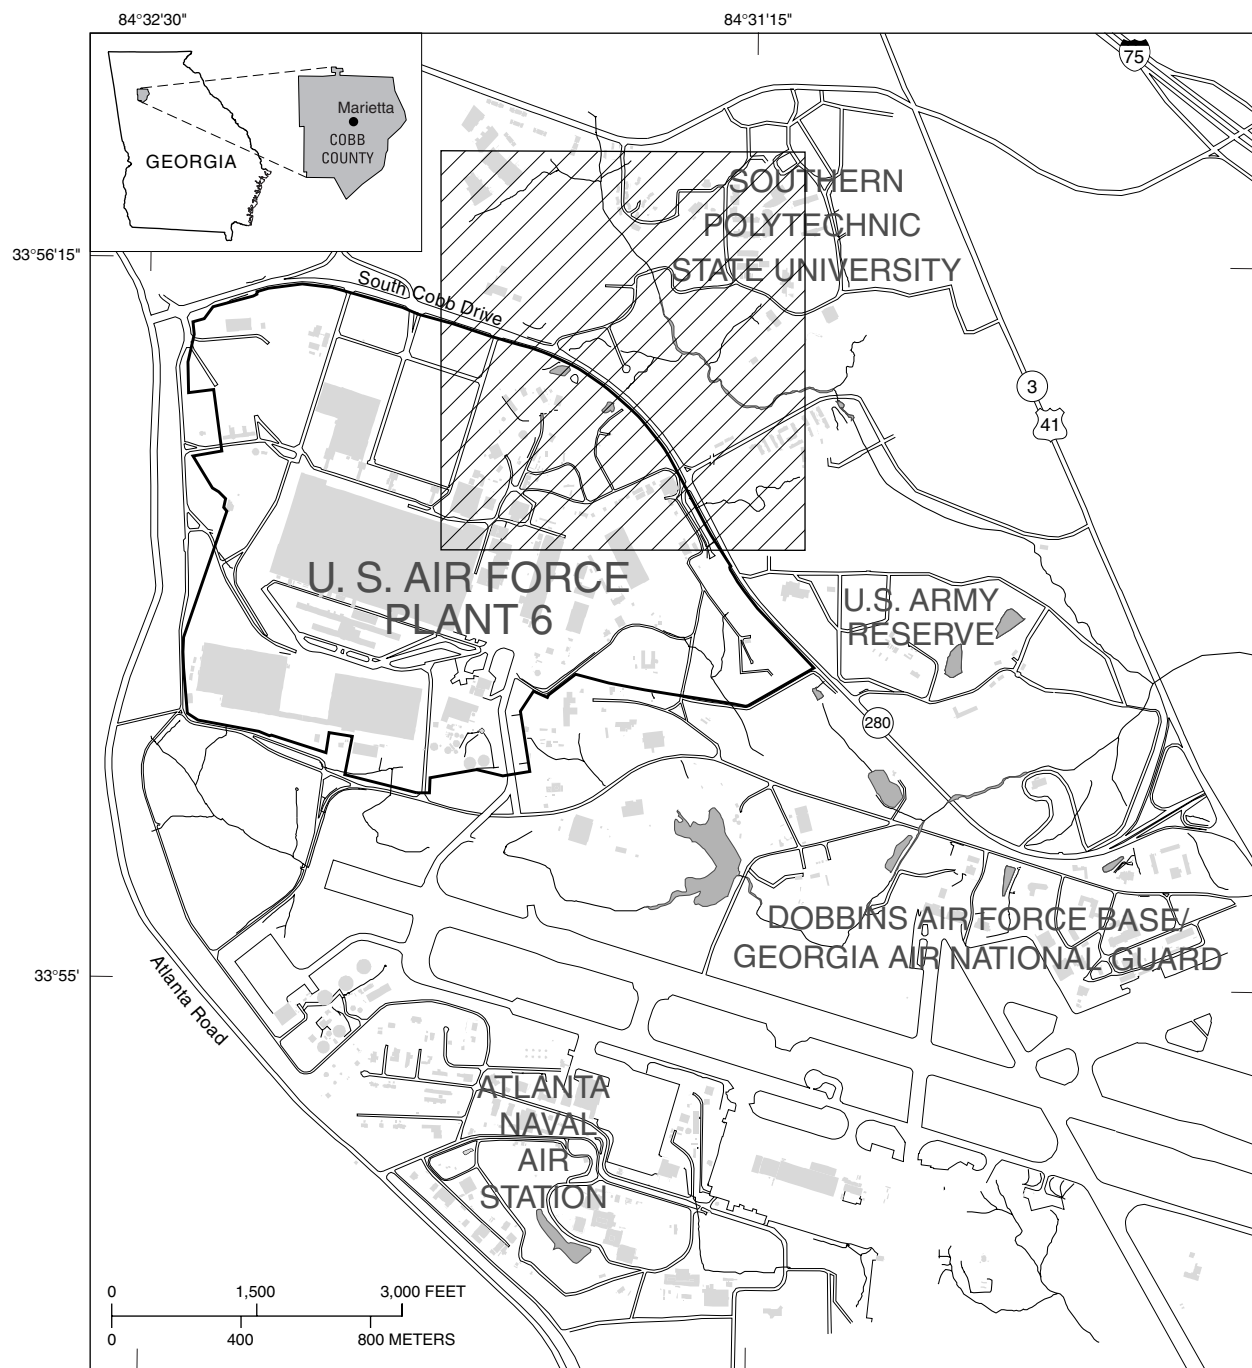 84°32'30"
84°31'15"
75
Marietta
COBB
COUNTY
GEORGIA
SOUTHERN
POLYTECHNIC
STATE UNIVERSITY
33°56'15"
South Cobb Drive
3
41
U. S. AIR FORCE
PLANT 6
U.S. ARMY
RESERVE
280
DOBBINS AIR FORCE BASE/
GEORGIA AIR NATIONAL GUARD
33°55'
Atlanta Road
ATLANTA
NAVAL
AIR
STATION
0 1,500 3,000 FEET
0 400 800 METERS